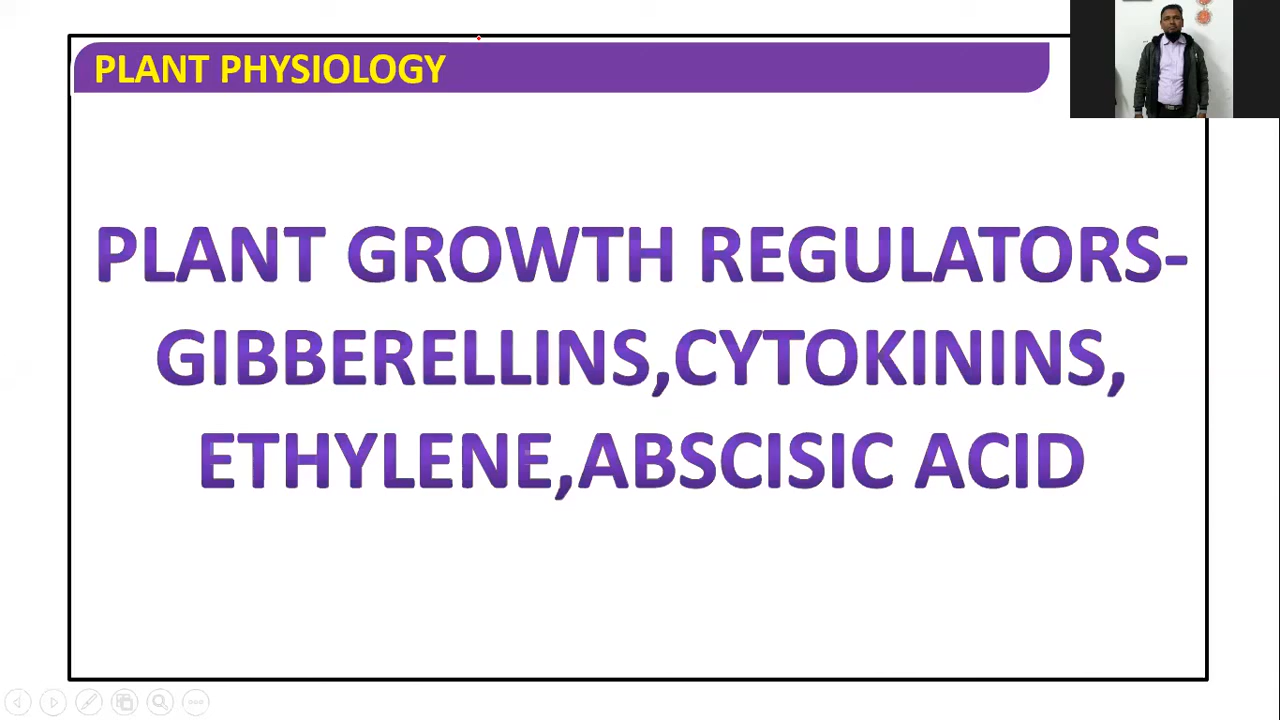 PLANT PHYSIOLOGY
PLANT GROWTH REGULATORS-
GIBBERELLINS,CYTOKININS,
ETHYLENE,ABSCISIC ACID